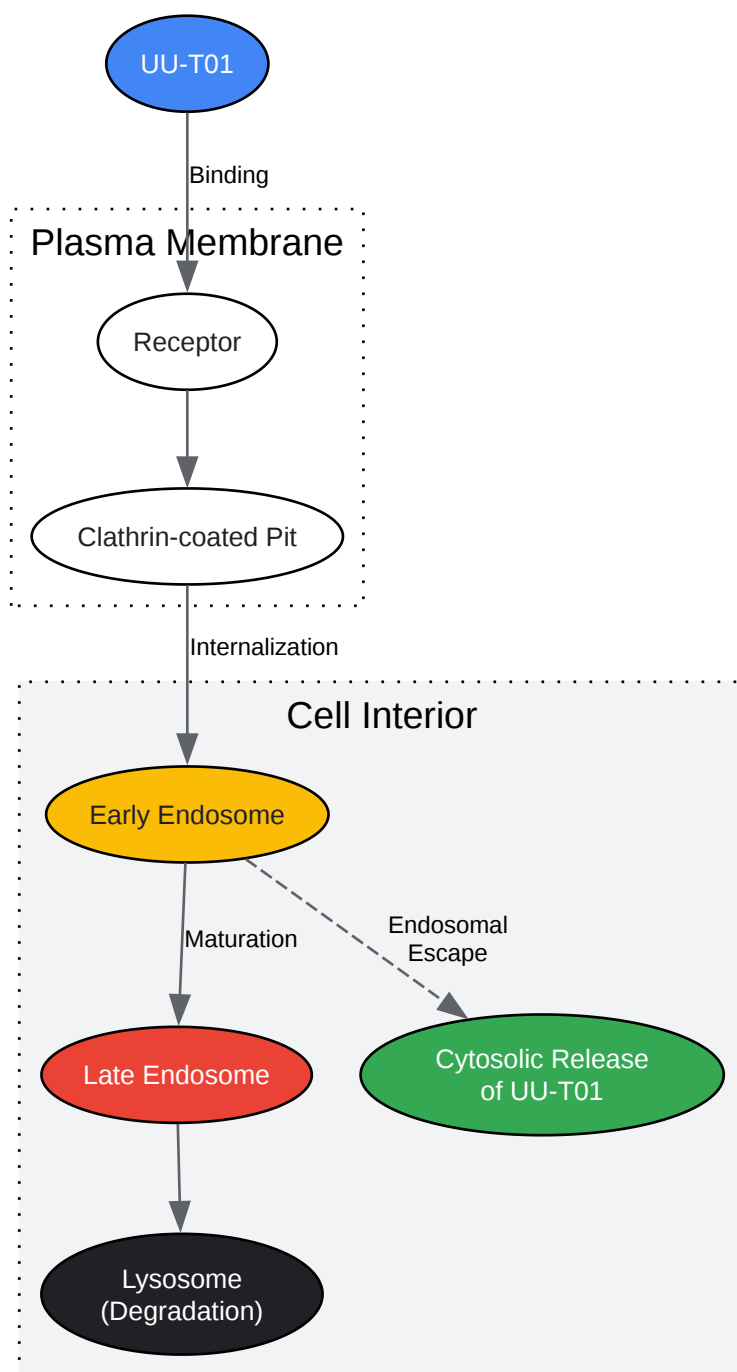 UU-T01
Binding
Plasma Membrane
Receptor
Clathrin-coated Pit
Internalization
Cell Interior
Early Endosome
Maturation
Endosomal
Escape
Late Endosome
Cytosolic Release
of UU-T01
Lysosome
(Degradation)